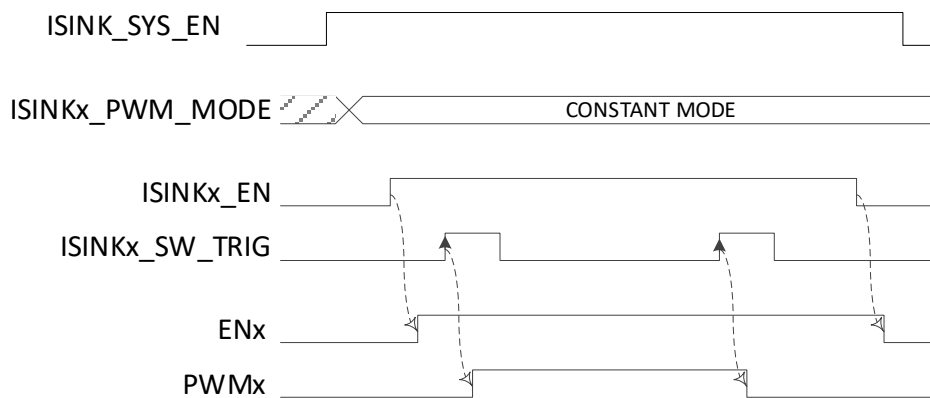 ISINK_SYS_EN
ISINKx_PWM_MODE
CONSTANT MODE
ISINKx_EN
ISINKx_SW_TRIG
ENx
PWMx